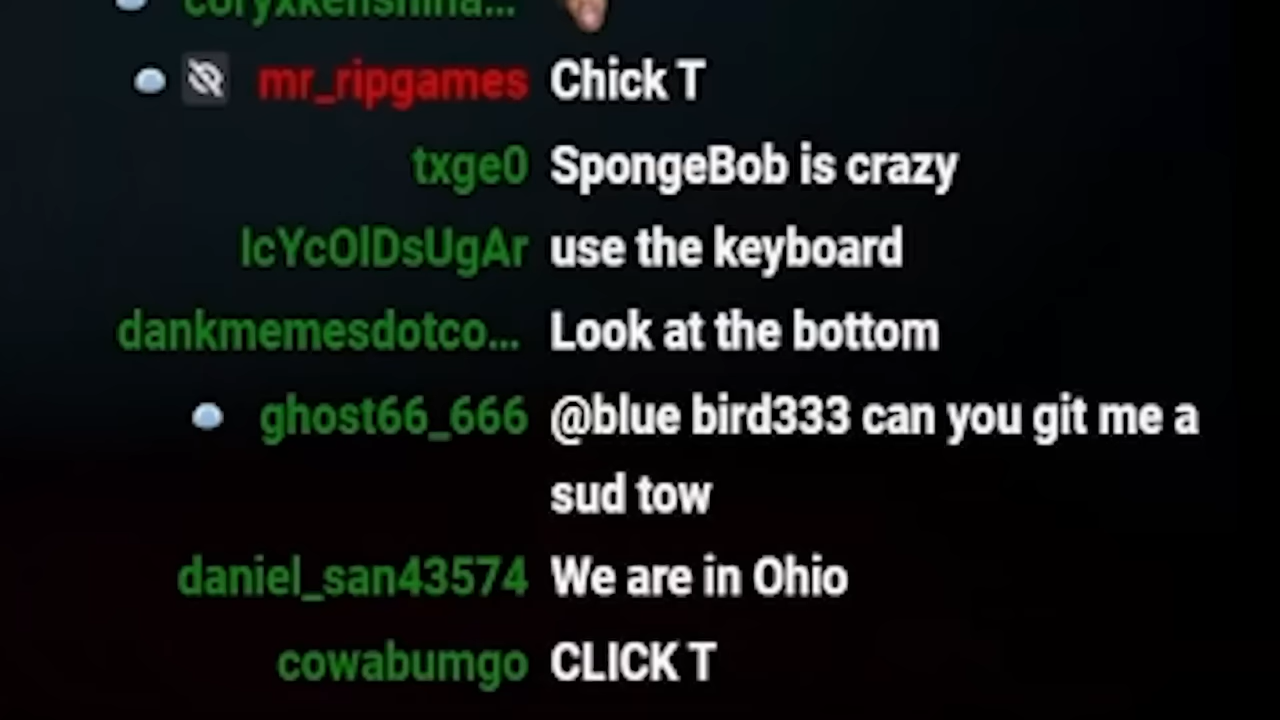 coryxkenshina...
mr_ripgames Chick T
txge0 SpongeBob is crazy
IcYcOlDsUgAr use the keyboard
dankmemesdotco... Look at the bottom
ghost66_666 @blue bird333 can you git me a
sud tow
daniel_san43574 We are in Ohio
cowabumgo CLICK T